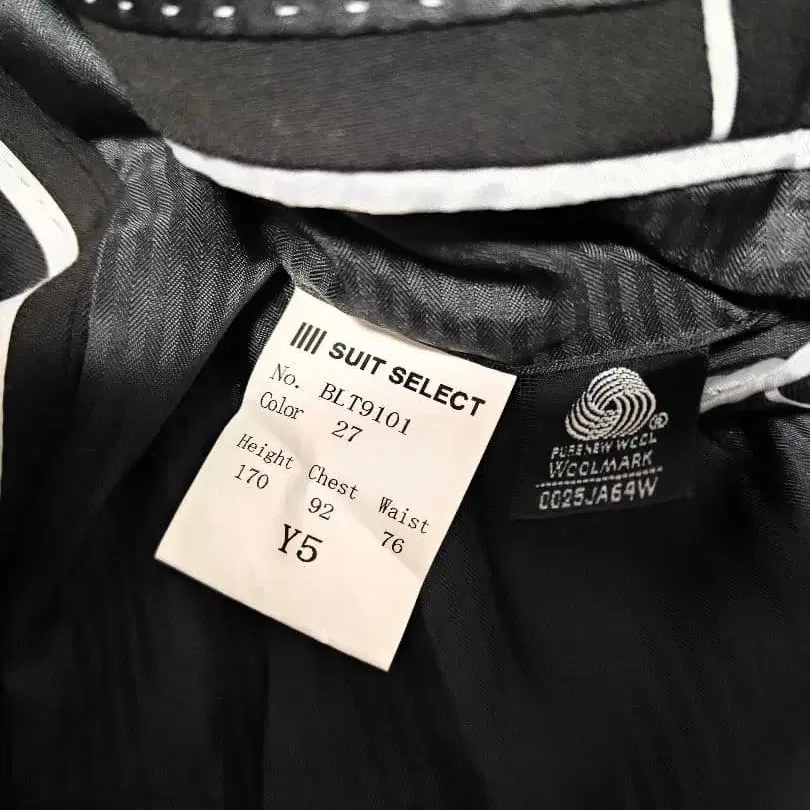 SUIT SELECT
No. BLT9101
Color 27
Height Chest Waist
170 92 76
Y5
PURE NEW WOOL
WOOLMARK
0025JA64W